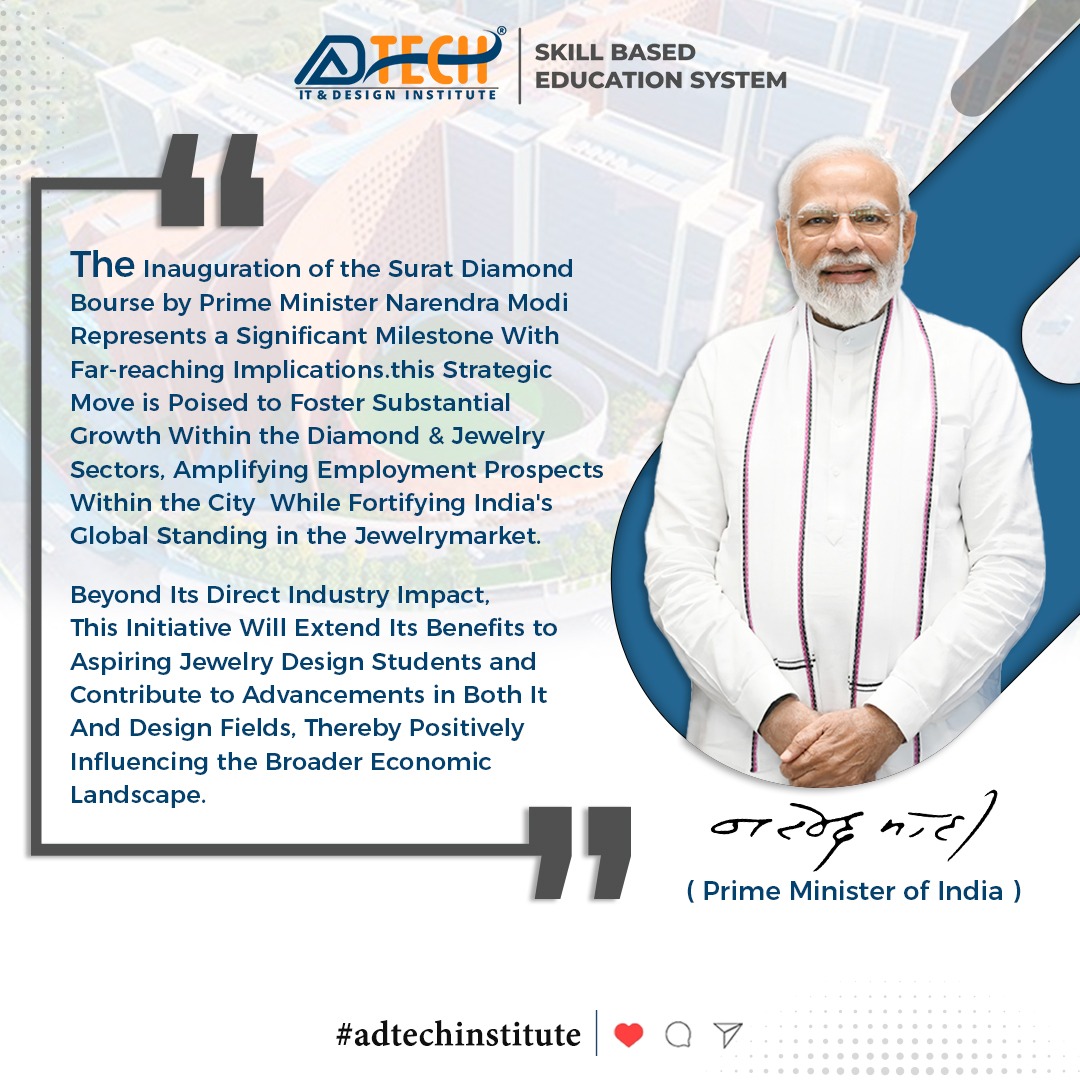 ADTECH®
IT & DESIGN INSTITUTE
SKILL BASED
EDUCATION SYSTEM
The Inauguration of the Surat Diamond
Bourse by Prime Minister Narendra Modi
Represents a Significant Milestone With
Far-reaching Implications.this Strategic
Move is Poised to Foster Substantial
Growth Within the Diamond & Jewelry
Sectors, Amplifying Employment Prospects
Within the City While Fortifying India's
Global Standing in the Jewelrymarket.
Beyond Its Direct Industry Impact,
This Initiative Will Extend Its Benefits to
Aspiring Jewelry Design Students and
Contribute to Advancements in Both It
And Design Fields, Thereby Positively
Influencing the Broader Economic
Landscape.
नरेन्द्र मोदी
( Prime Minister of India )
#adtechinstitute